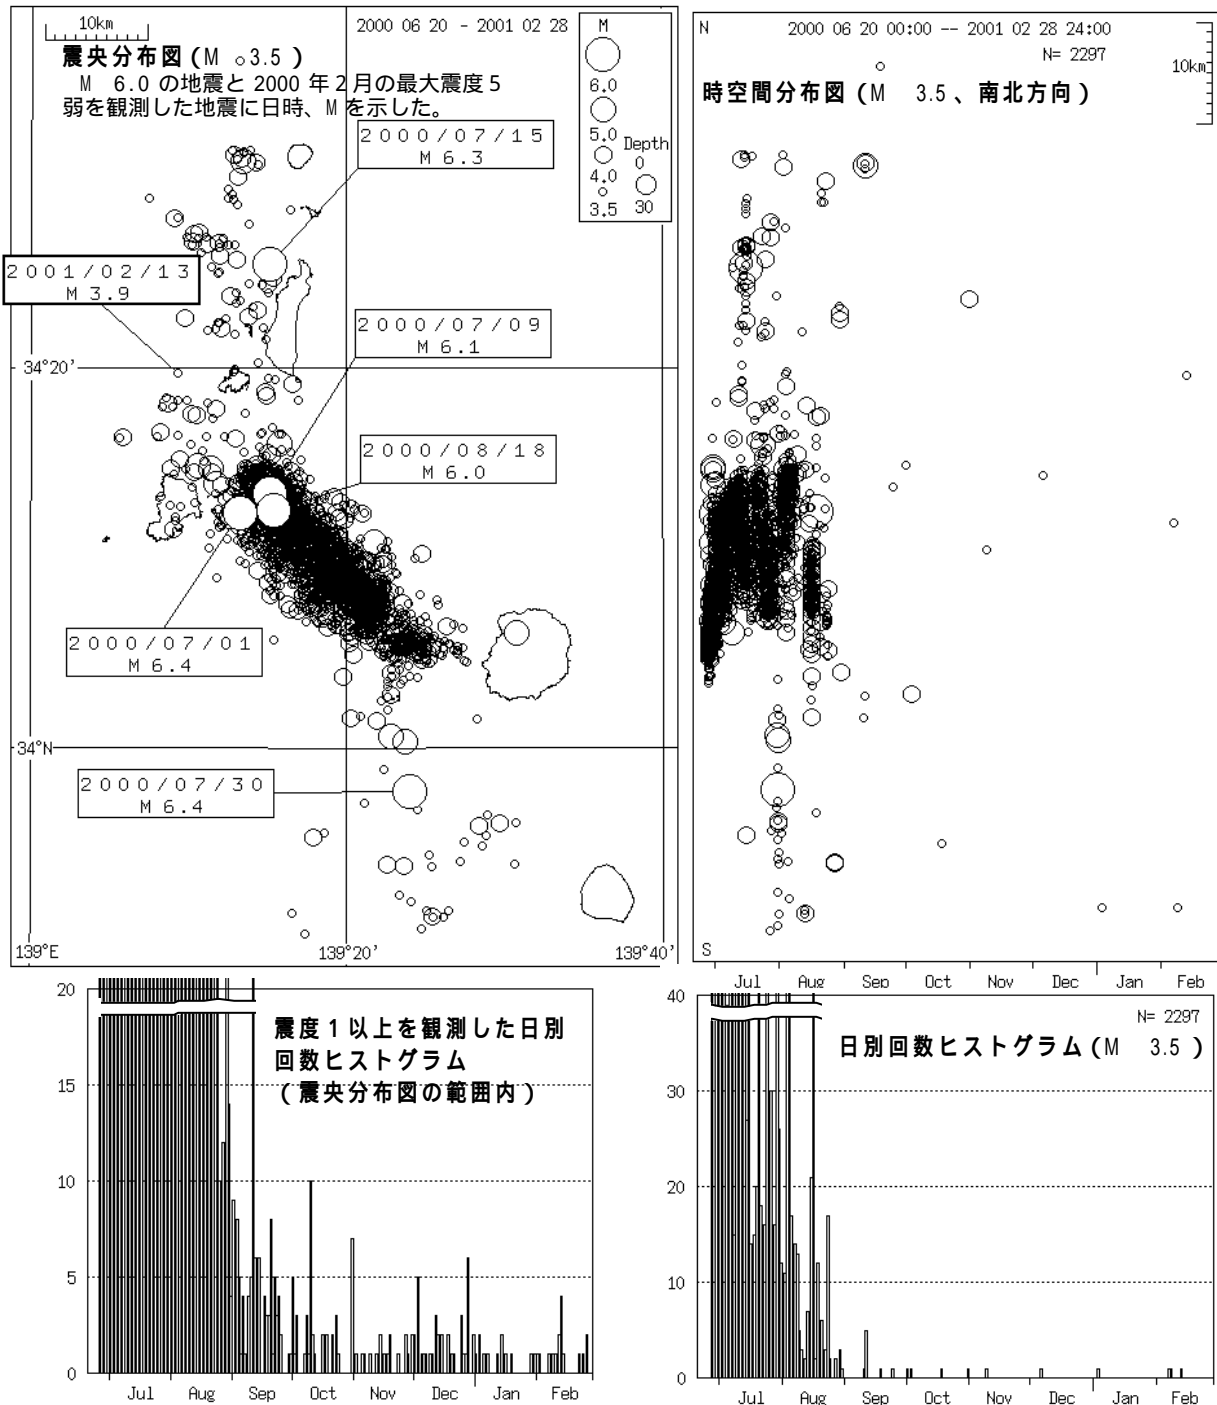 10km
2000 06 20 - 2001 02 28
震央分布図(M 3.5 )
M 6.0 の地震と 2000 年 2 月の最大震度 5
弱を観測した地震に日時、M を示した。
M
6.0
5.0
4.0
3.5
Depth
0
30
2000/07/15
M 6.3
2001/02/13
M 3.9
2000/07/09
M 6.1
34°20'
2000/08/18
M 6.0
2000/07/01
M 6.4
34°N
2000/07/30
M 6.4
139°E
139°20'
139°40'
N
2000 06 20 00:00 -- 2001 02 28 24:00
N= 2297
10km
時空間分布図 (M 3.5、南北方向)
S
Jul Aug Sep Oct Nov Dec Jan Feb
20
15
10
5
0
震度 1 以上を観測した日別
回数ヒストグラム
(震央分布図の範囲内)
Jul Aug Sep Oct Nov Dec Jan Feb
40
30
20
10
0
N= 2297
日別回数ヒストグラム(M 3.5 )
Jul Aug Sep Oct Nov Dec Jan Feb